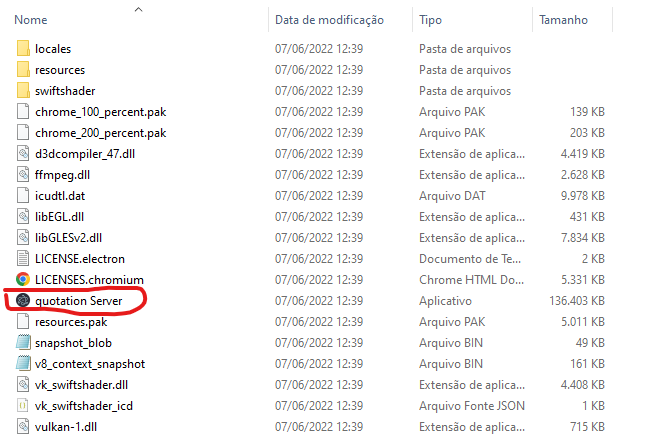 Nome Data de modificação Tipo Tamanho
locales 07/06/2022 12:39 Pasta de arquivos
resources 07/06/2022 12:39 Pasta de arquivos
swiftshader 07/06/2022 12:39 Pasta de arquivos
chrome_100_percent.pak 07/06/2022 12:39 Arquivo PAK 139 KB
chrome_200_percent.pak 07/06/2022 12:39 Arquivo PAK 203 KB
d3dcompiler_47.dll 07/06/2022 12:39 Extensão de aplica... 4.419 KB
ffmpeg.dll 07/06/2022 12:39 Extensão de aplica... 2.628 KB
icudtl.dat 07/06/2022 12:39 Arquivo DAT 9.978 KB
libEGL.dll 07/06/2022 12:39 Extensão de aplica... 431 KB
libGLESv2.dll 07/06/2022 12:39 Extensão de aplica... 7.834 KB
LICENSE.electron 07/06/2022 12:39 Documento de Te... 2 KB
LICENSES.chromium 07/06/2022 12:39 Chrome HTML Do... 5.331 KB
quotation Server 07/06/2022 12:39 Aplicativo 136.403 KB
resources.pak 07/06/2022 12:39 Arquivo PAK 5.011 KB
snapshot_blob 07/06/2022 12:39 Arquivo BIN 49 KB
v8_context_snapshot 07/06/2022 12:39 Arquivo BIN 161 KB
vk_swiftshader.dll 07/06/2022 12:39 Extensão de aplica... 4.408 KB
vk_swiftshader_icd 07/06/2022 12:39 Arquivo Fonte JSON 1 KB
vulkan-1.dll 07/06/2022 12:39 Extensão de aplica... 715 KB